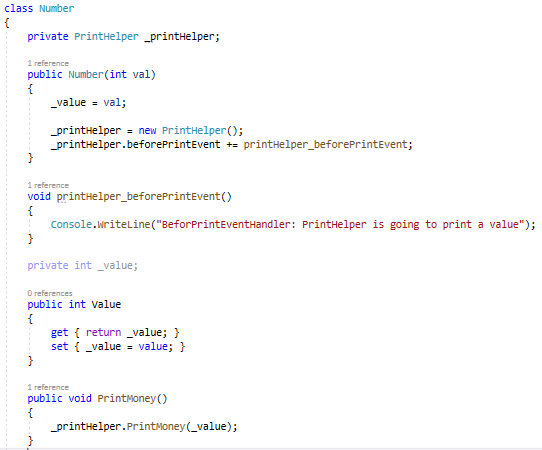 class Number
{
private PrintHelper _printHelper;
1 reference
public Number(int val)
{
_value = val;
_printHelper = new PrintHelper();
_printHelper.beforePrintEvent += printHelper_beforePrintEvent;
}
1 reference
void printHelper_beforePrintEvent()
{
Console.WriteLine("BeforPrintEventHandler: PrintHelper is going to print a value");
}
private int _value;
0 references
public int Value
{
get { return _value; }
set { _value = value; }
}
1 reference
public void PrintMoney()
{
_printHelper.PrintMoney(_value);
}